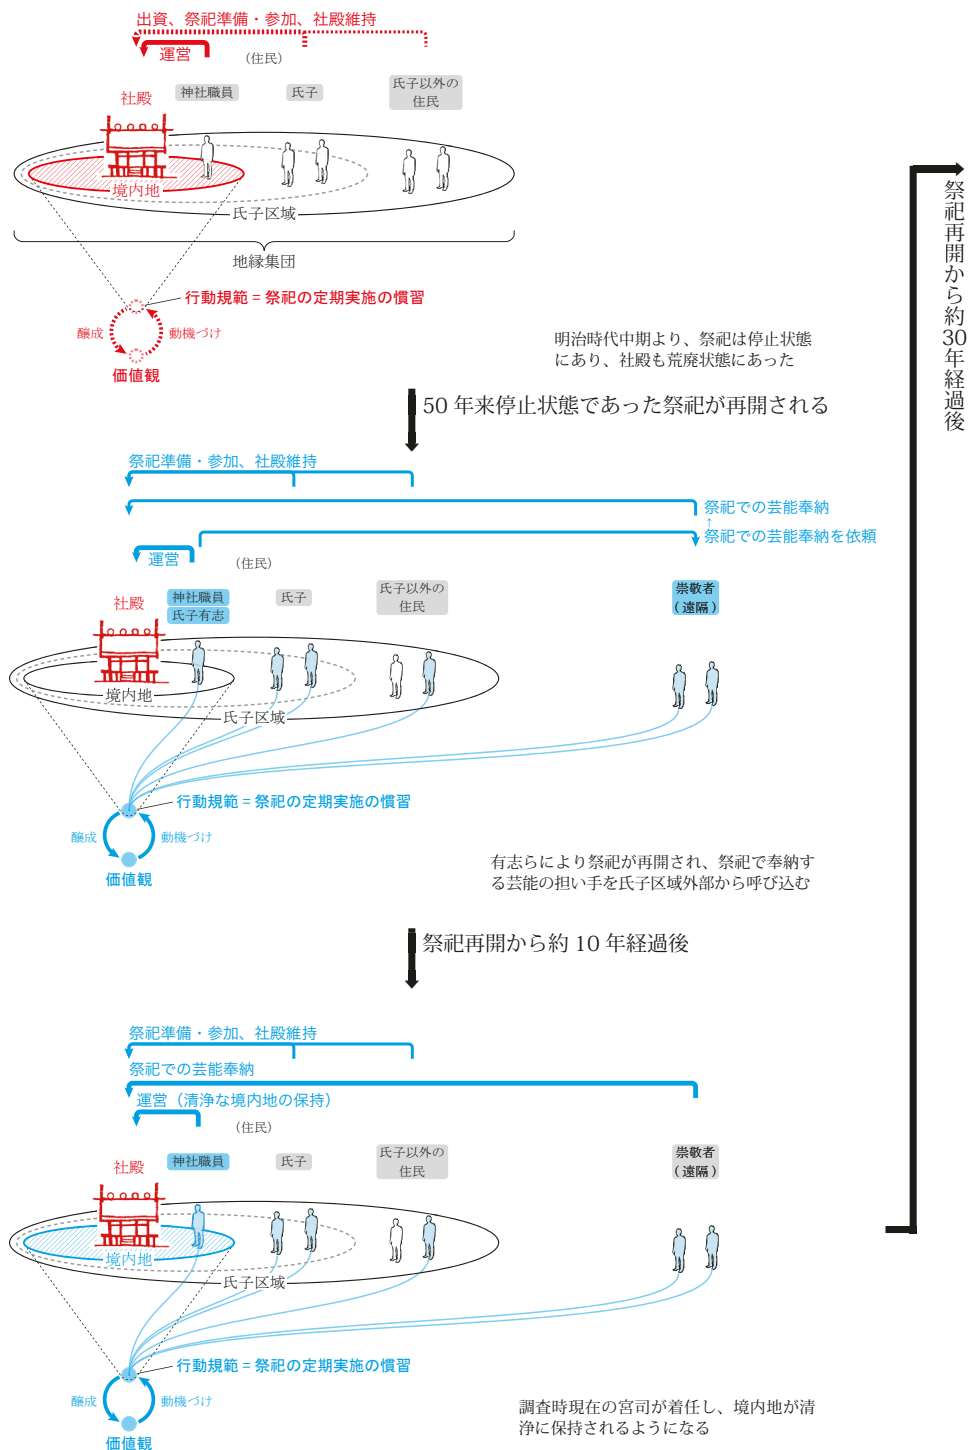 出資、祭祀準備・参加、社殿維持
運営
（住民）
神社職員
氏子
氏子以外の
住民
社殿
境内地
氏子区域
地縁集団
行動規範 = 祭祀の定期実施の慣習
醸成
動機づけ
価値観
明治時代中期より、祭祀は停止状態
にあり、社殿も荒廃状態にあった
50 年来停止状態であった祭祀が再開される
祭祀準備・参加、社殿維持
祭祀での芸能奉納
↑
祭祀での芸能奉納を依頼
運営
（住民）
神社職員
氏子有志
氏子
氏子以外の
住民
崇敬者
( 遠隔 )
社殿
境内地
氏子区域
行動規範 = 祭祀の定期実施の慣習
醸成
動機づけ
価値観
有志らにより祭祀が再開され、祭祀で奉納す
る芸能の担い手を氏子区域外部から呼び込む
祭祀再開から約 10 年経過後
祭祀準備・参加、社殿維持
祭祀での芸能奉納
運営（清浄な境内地の保持）
（住民）
神社職員
氏子
氏子以外の
住民
崇敬者
( 遠隔 )
社殿
境内地
氏子区域
行動規範 = 祭祀の定期実施の慣習
醸成
動機づけ
価値観
調査時現在の宮司が着任し、境内地が清
浄に保持されるようになる
祭祀再開から約30年経過後